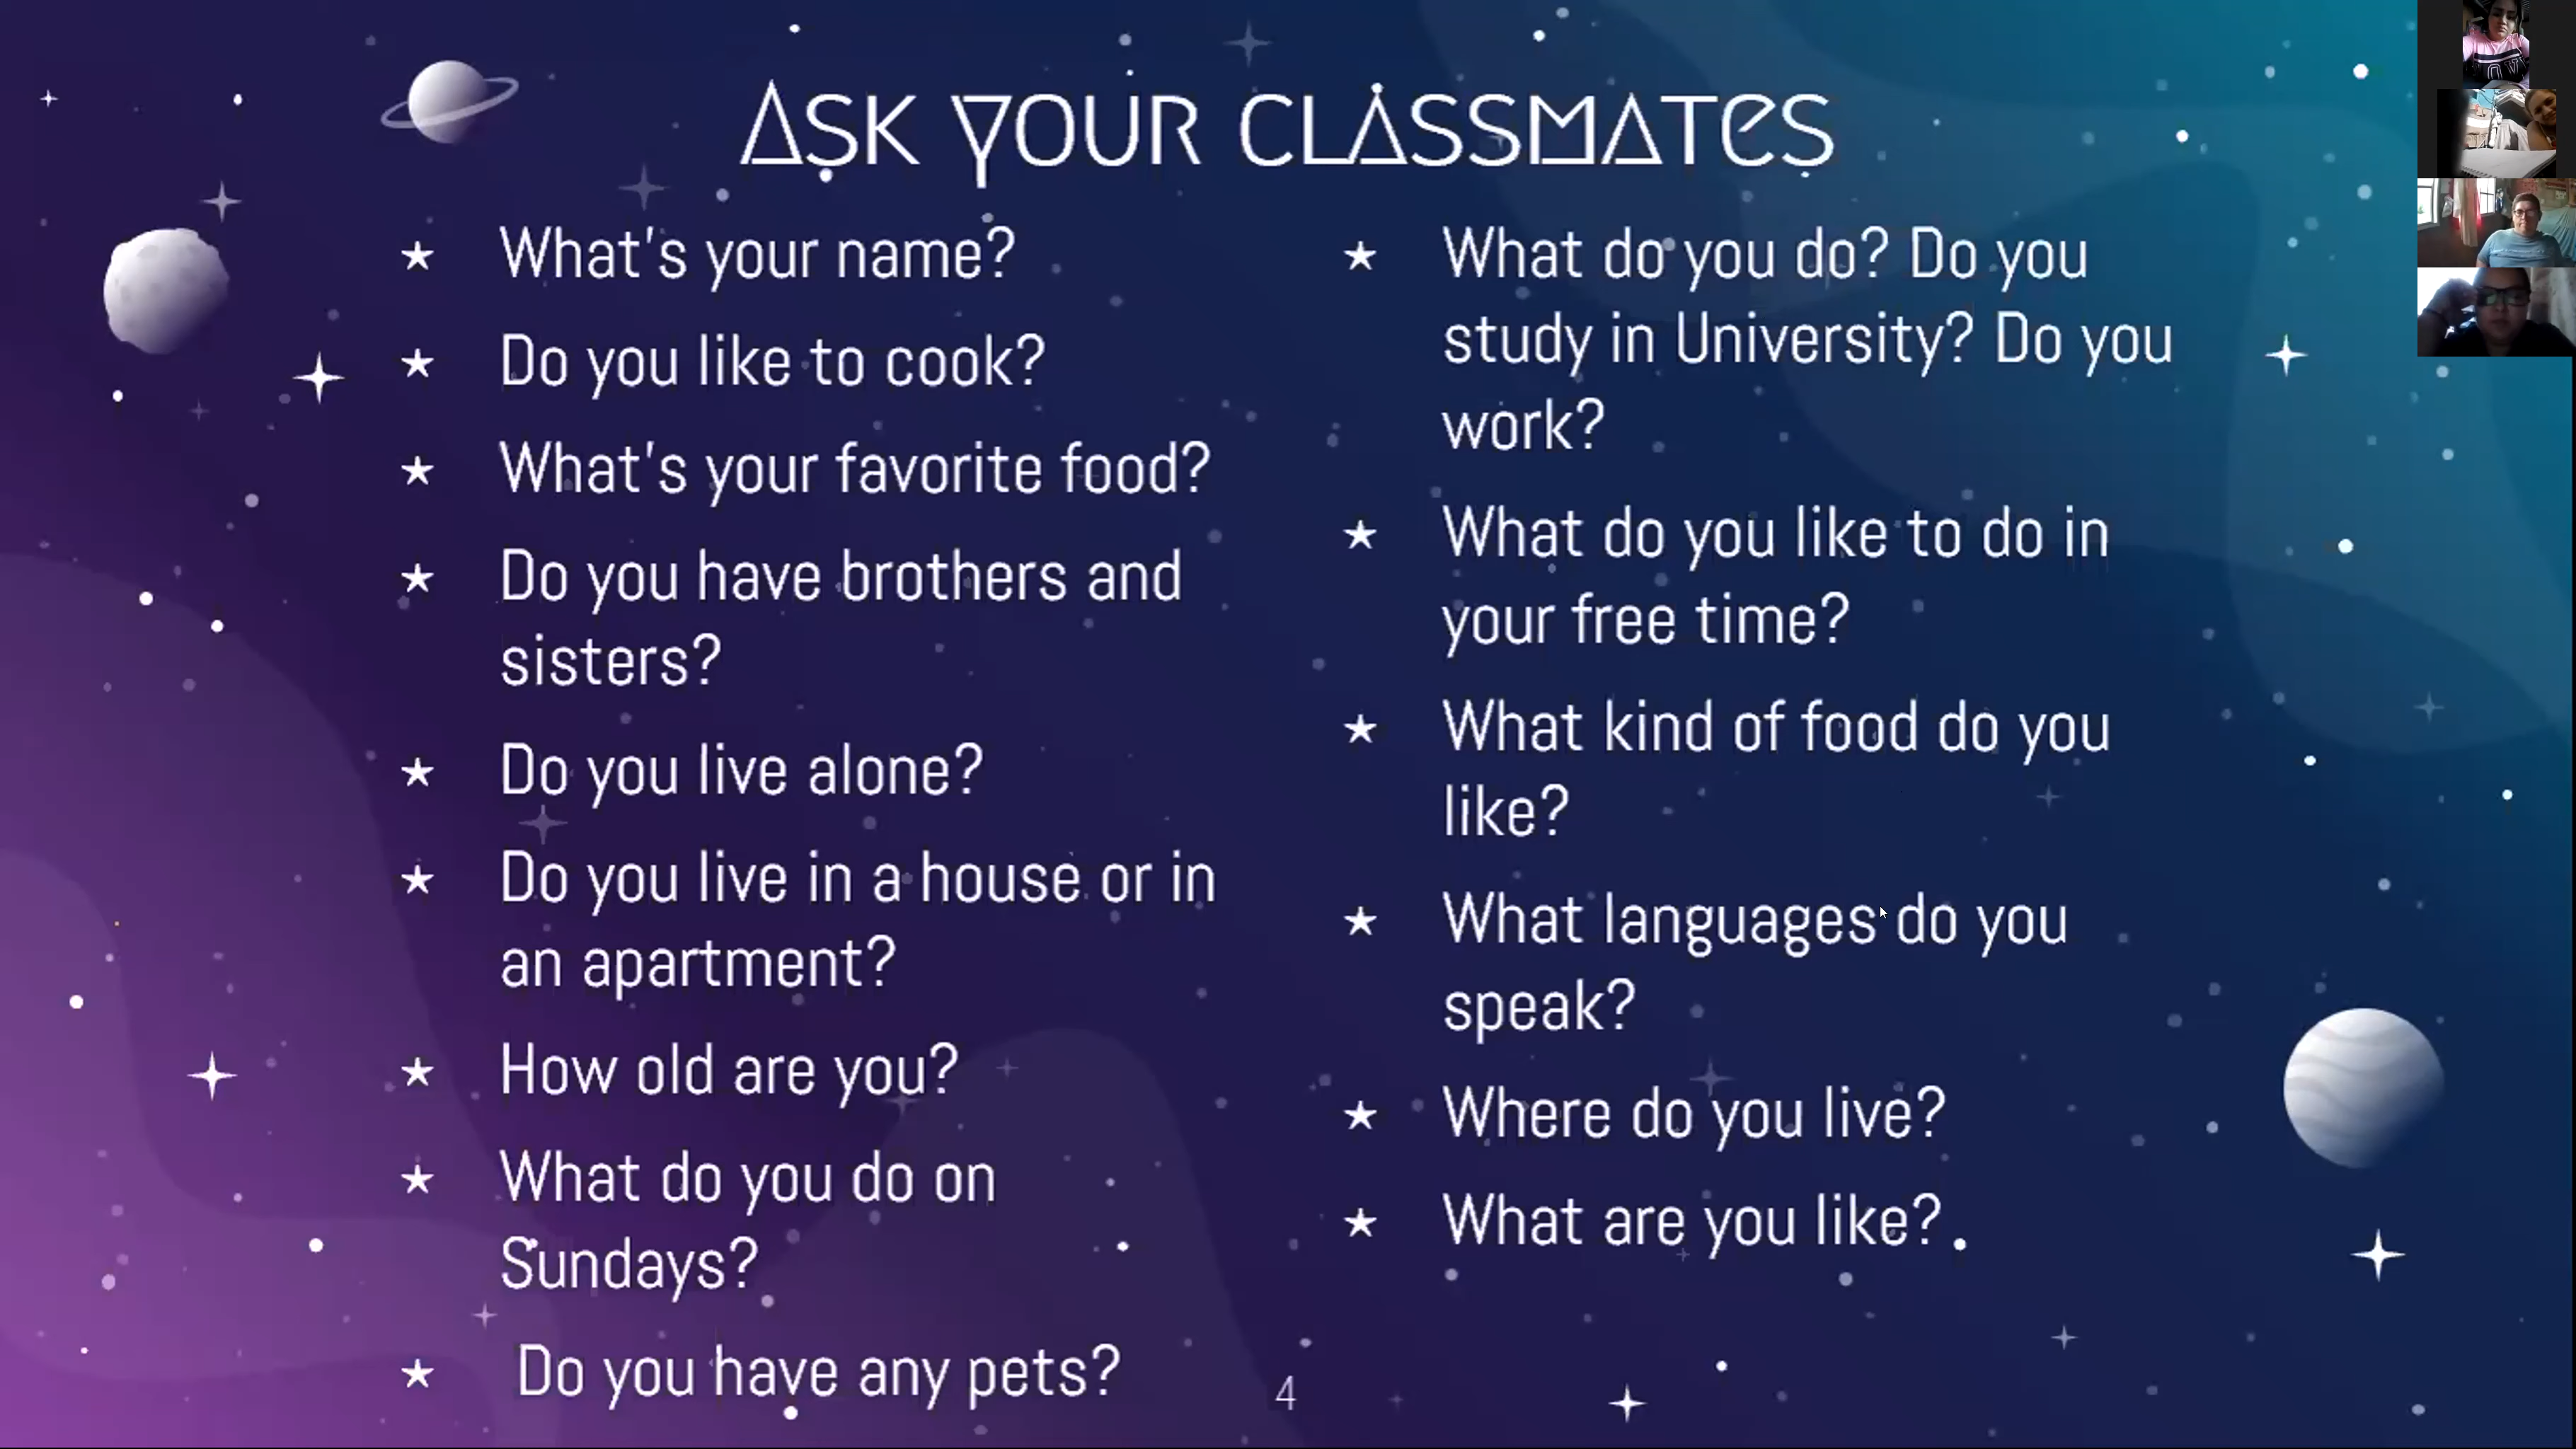 Ask your classmates
What's your name?
Do you like to cook?
What's your favorite food?
Do you have brothers and
sisters?
Do you live alone?
Do you live in a house or in
an apartment?
How old are you?
What do you do on
Sundays?
Do you have any pets?
What do you do? Do you
study in University? Do you
work?
What do you like to do in
your free time?
What kind of food do you
like?
What languages do you
speak?
Where do you live?
What are you like?
4